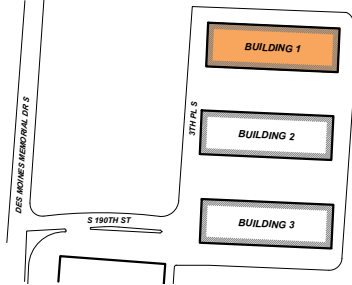 BUILDING 1
DES MOINES MEMORIAL DR S
3TH PL S
BUILDING 2
S 190TH ST
BUILDING 3